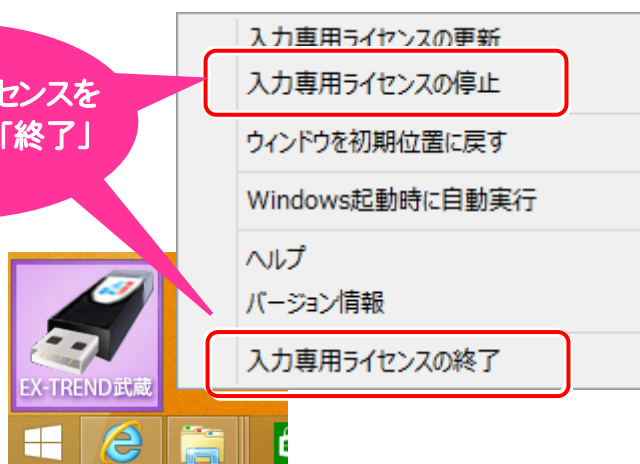 入力専用ライセンスの更新
入力専用ライセンスの停止
ウィンドウを初期位置に戻す
Windows起動時に自動実行
ヘルプ
バージョン情報
入力専用ライセンスの終了
センスを
「終了」
EX-TREND武蔵